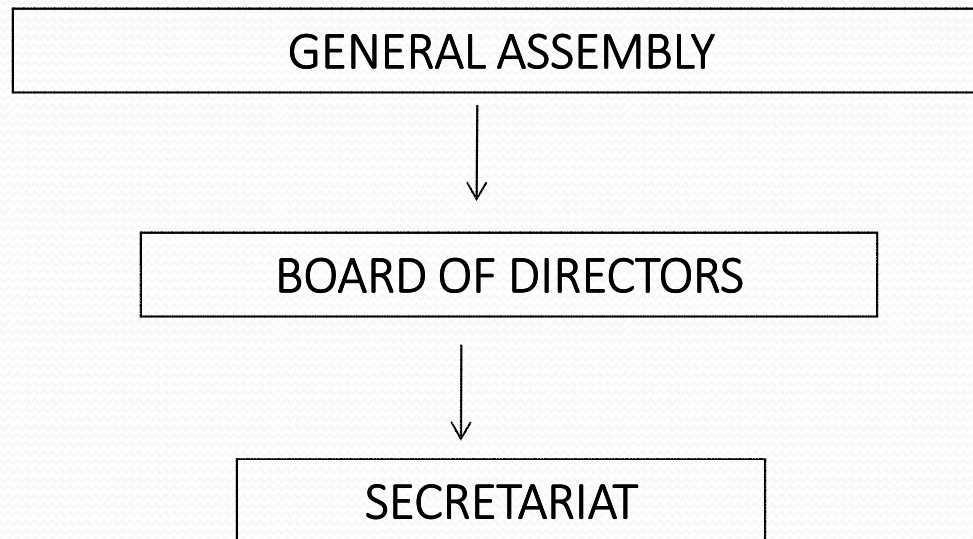 GENERAL ASSEMBLY
BOARD OF DIRECTORS
SECRETARIAT